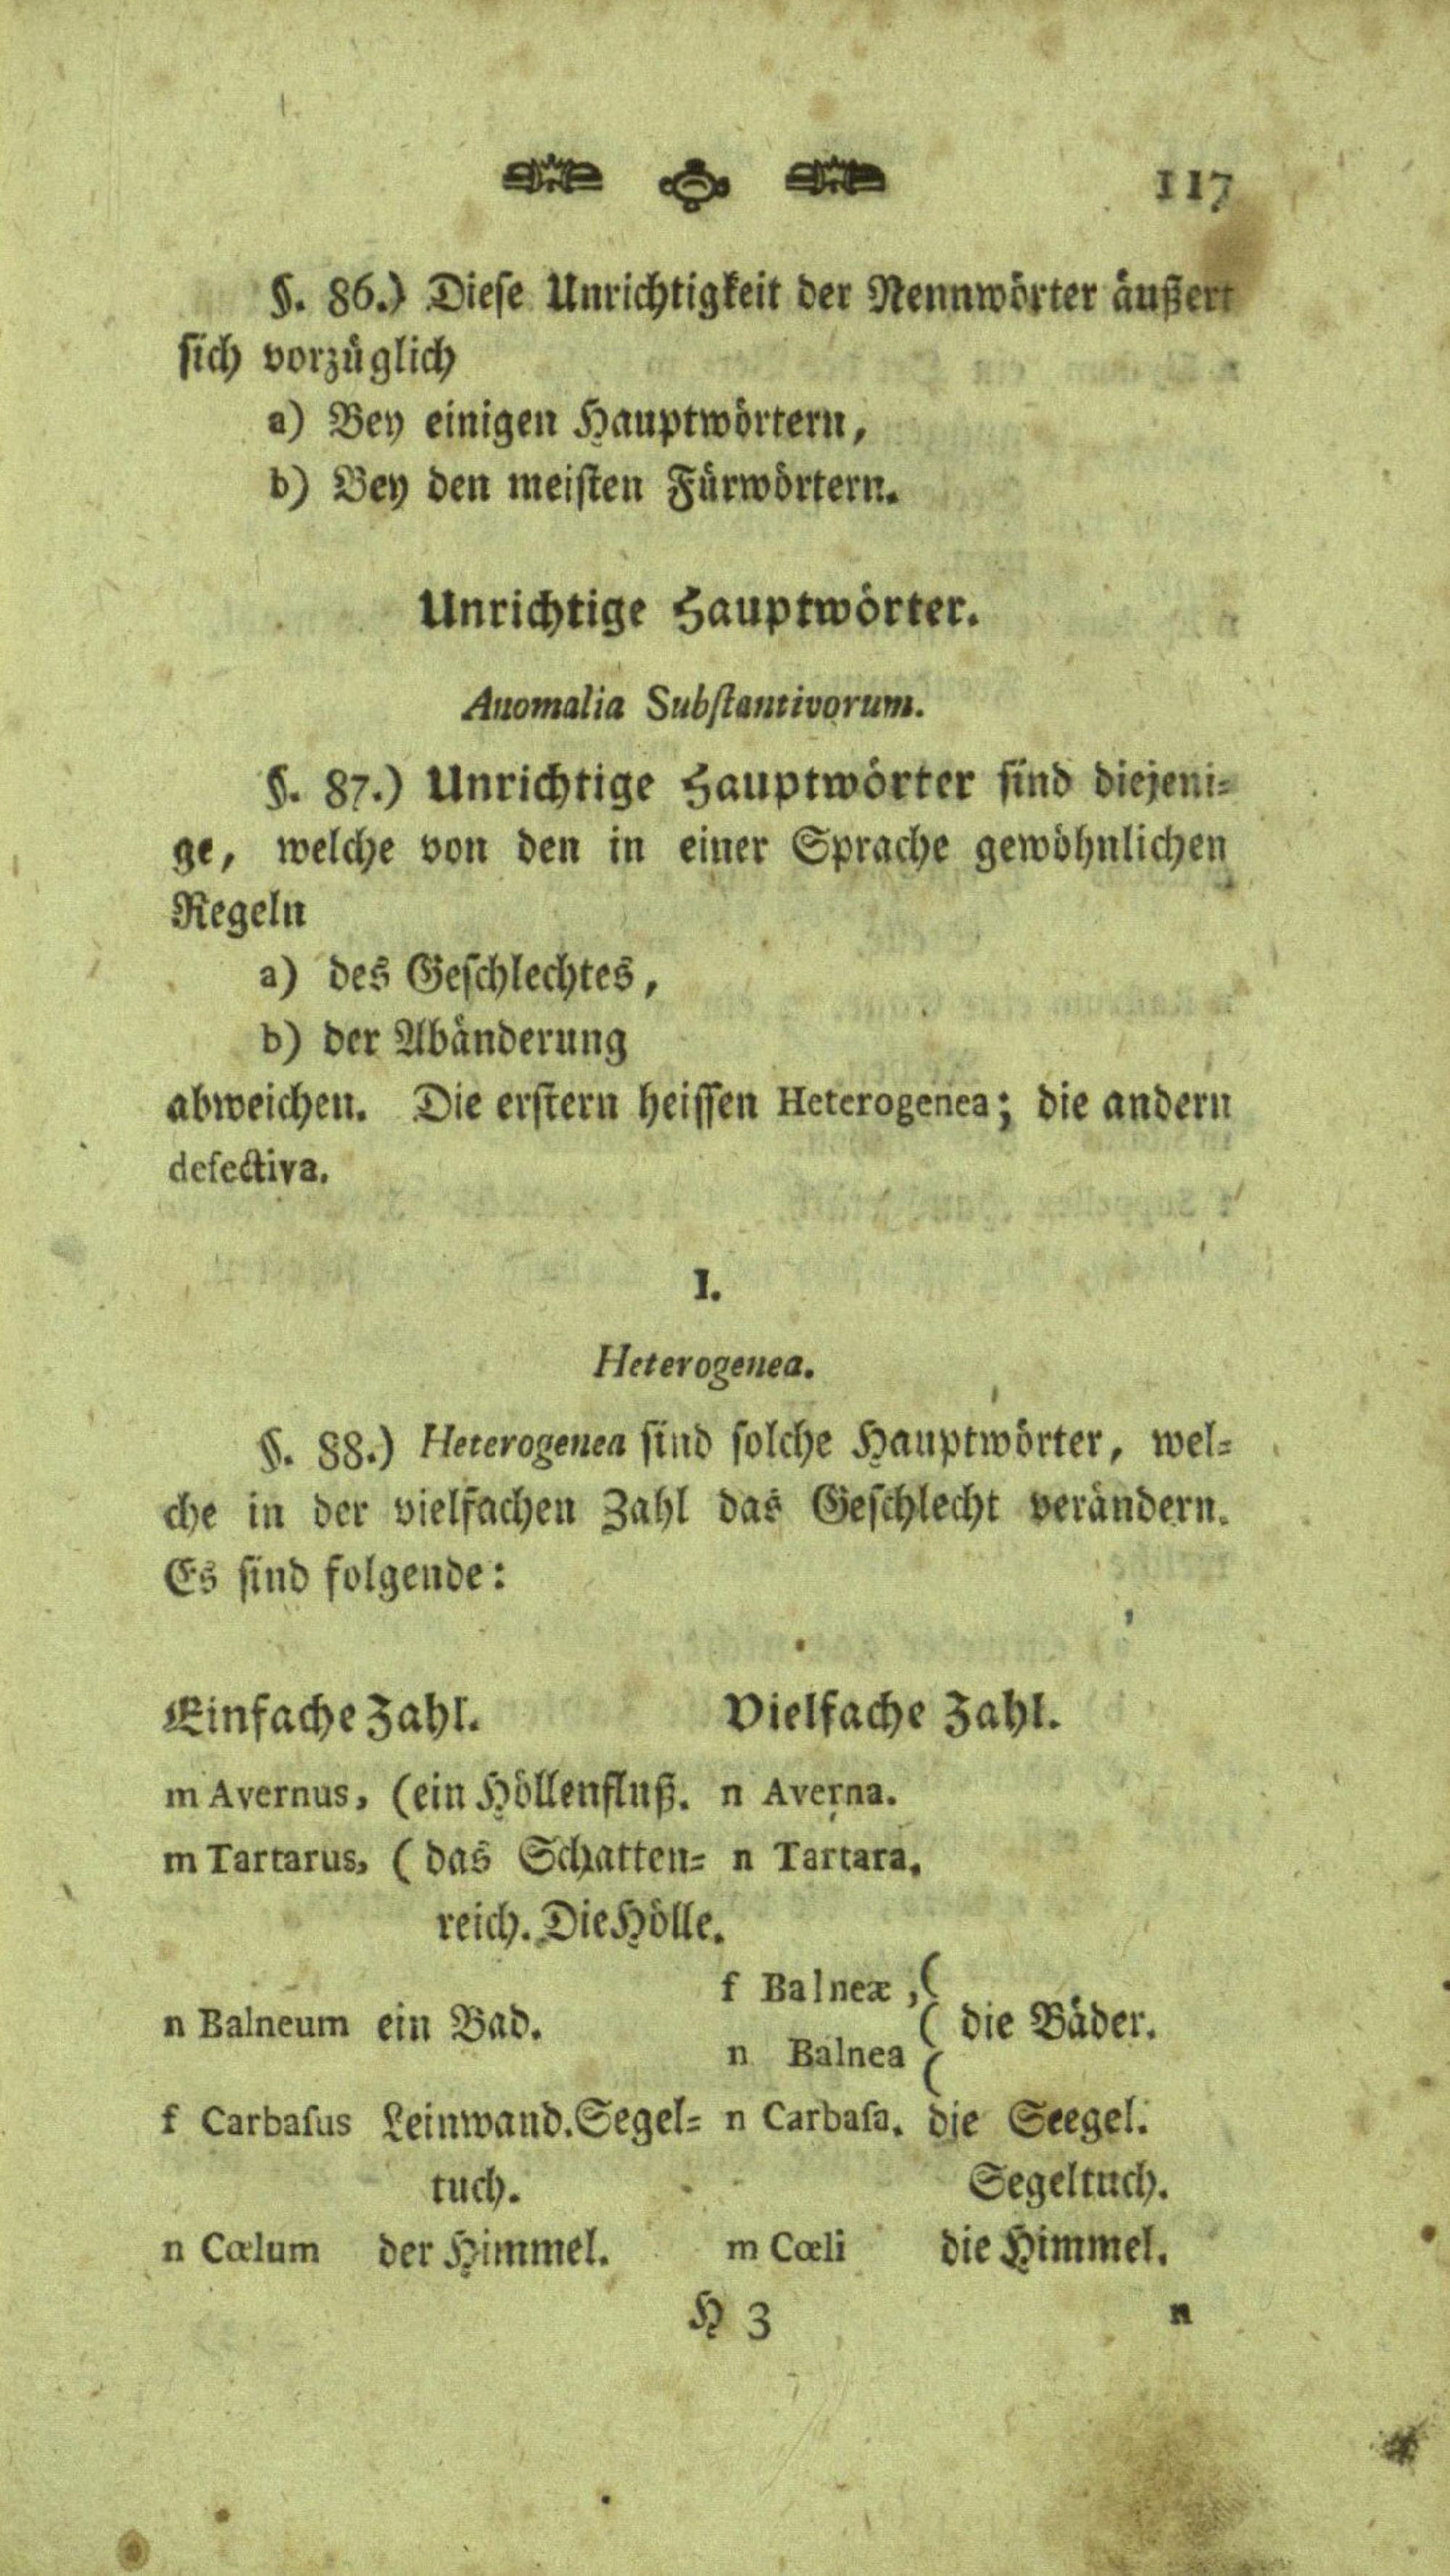 117
§. 86.) Diese Unrichtigkeit der Nennwörter äußert
sich vorzüglich
a) Bey einigen Hauptwörtern,
b) Bey den meisten Fürwörtern.
Unrichtige Hauptwörter.
Anomalia Substantivorum.
§. 87.) Unrichtige Hauptwörter sind diejeni-
ge, welche von den in einer Sprache gewöhnlichen
Regeln
a) des Geschlechtes,
b) der Abänderung
abweichen. Die erstern heissen Heterogenea; die andern
defectiva.
I.
Heterogenea.
§. 88.) Heterogenea sind solche Hauptwörter, wel-
che in der vielfachen Zahl das Geschlecht verändern.
Es sind folgende:
Einfache Zahl. Vielfache Zahl.
m Avernus, (ein Höllenfluß. n Averna.
m Tartarus, (das Schatten- n Tartara.
reich. Die Hölle.
f Balneæ, (
n Balneum ein Bad. ( die Bäder.
n Balnea (
f Carbasus Leinwand. Segel- n Carbasa. die Seegel.
tuch. Segeltuch.
n Cœlum der Himmel. m Cœli die Himmel.
H 3 n